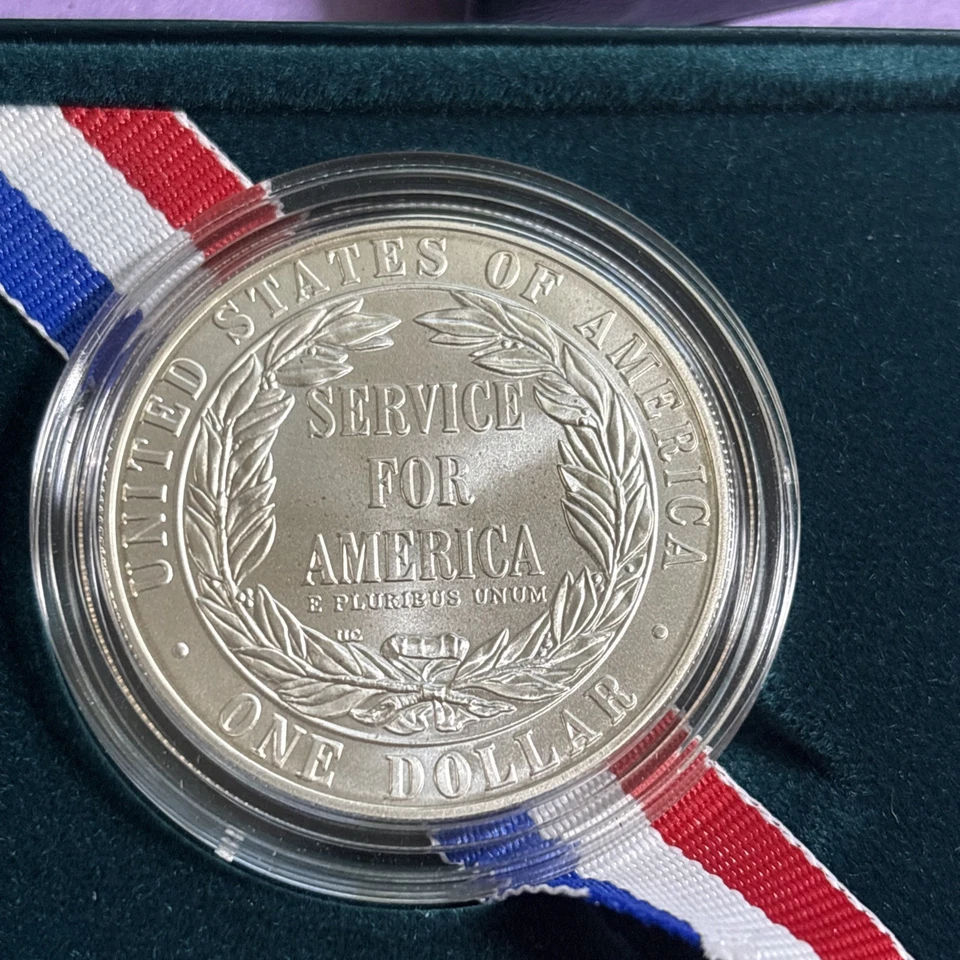 UNITED STATES OF AMERICA
SERVICE
FOR
AMERICA
E PLURIBUS UNUM
· ONE DOLLAR ·